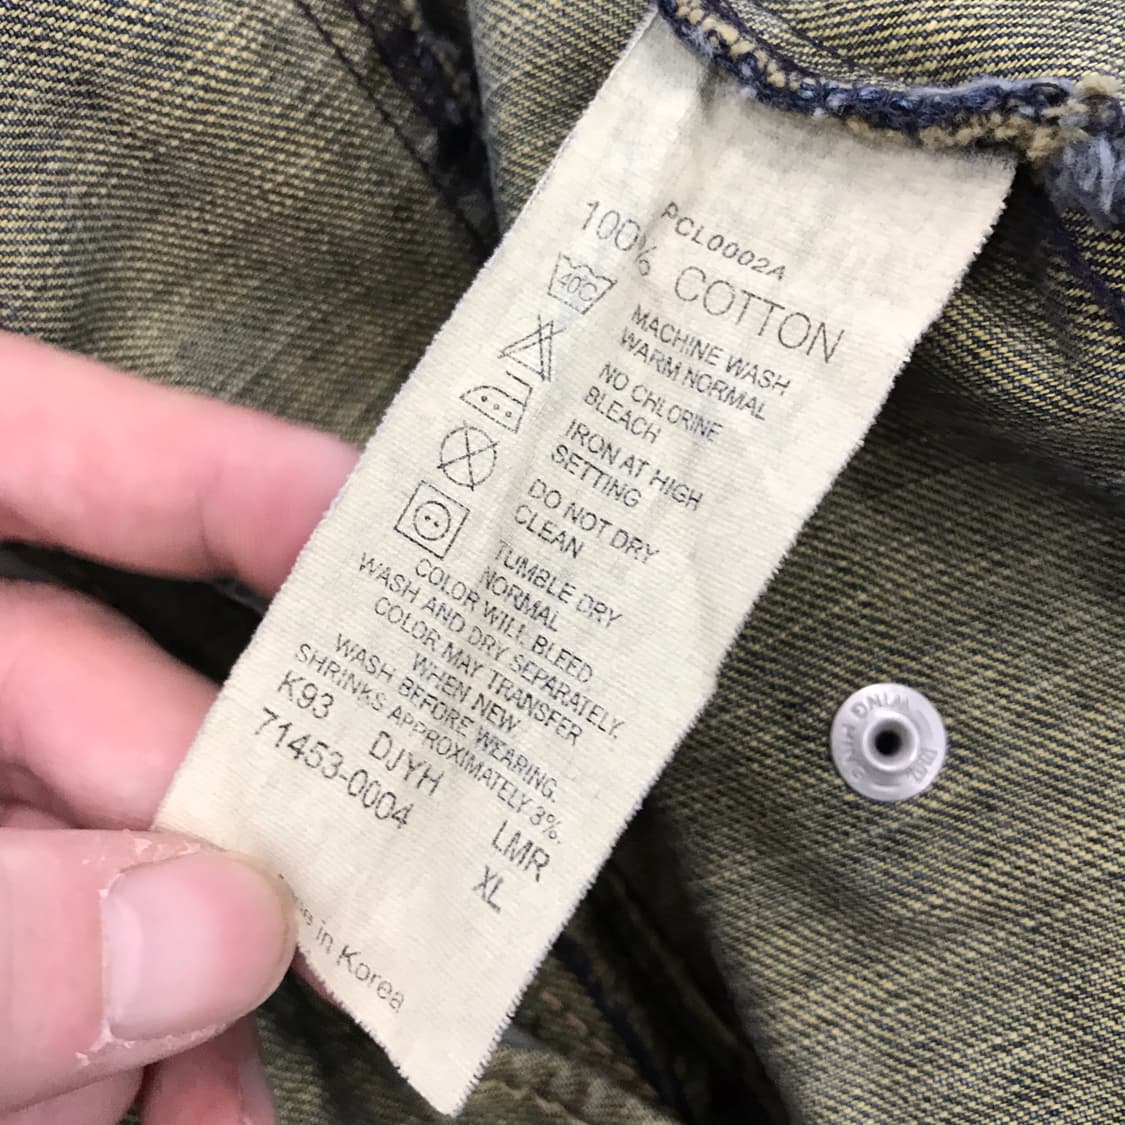 PCL0002A
100% COTTON
40C
MACHINE WASH
WARM NORMAL
NO CHLORINE
BLEACH
IRON AT HIGH
SETTING
DO NOT DRY
CLEAN
TUMBLE DRY
NORMAL
COLOR WILL BLEED
WASH AND DRY SEPARATELY.
COLOR MAY TRANSFER
WHEN NEW
WASH BEFORE WEARING.
SHRINKS APPROXIMATELY 3%.
K93 DJYH LMR
71453-0004 XL
in Korea